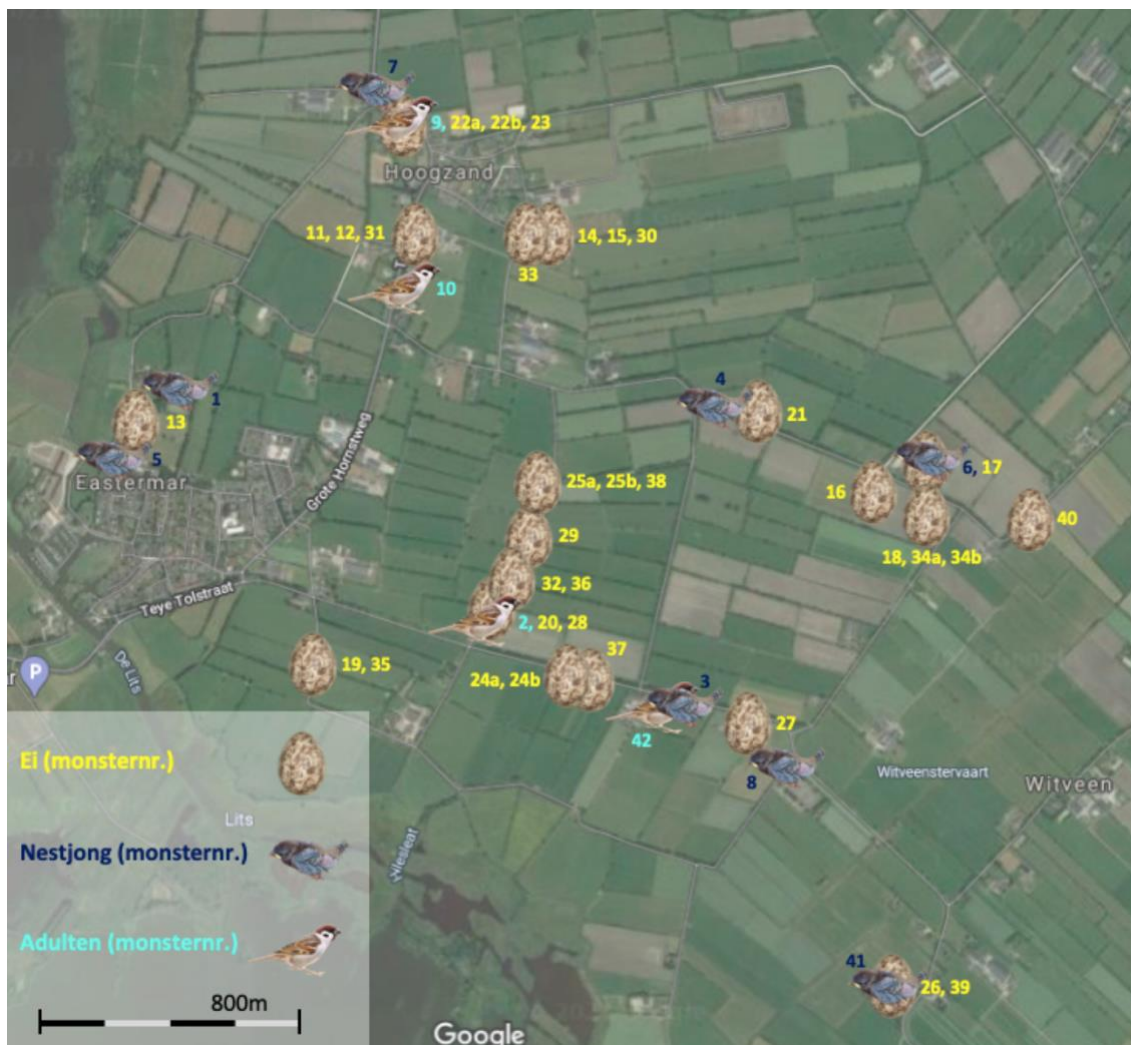 7
9, 22a, 22b, 23
Hoogzand
11, 12, 31
14, 15, 30
33
10
4
1
13
21
5
Eastermar
Grote Hornstweg
25a, 25b, 38
6, 17
16
40
29
18, 34a, 34b
32, 36
Teye Tolstraat
2, 20, 28
37
De Lits
19, 35
24a, 24b
P
3
42
27
Ei (monsternr.)
8
Witveenstervaart
Witveen
Lits
Nestjong (monsternr.)
Adulten (monsternr.)
41
26, 39
800m
Google